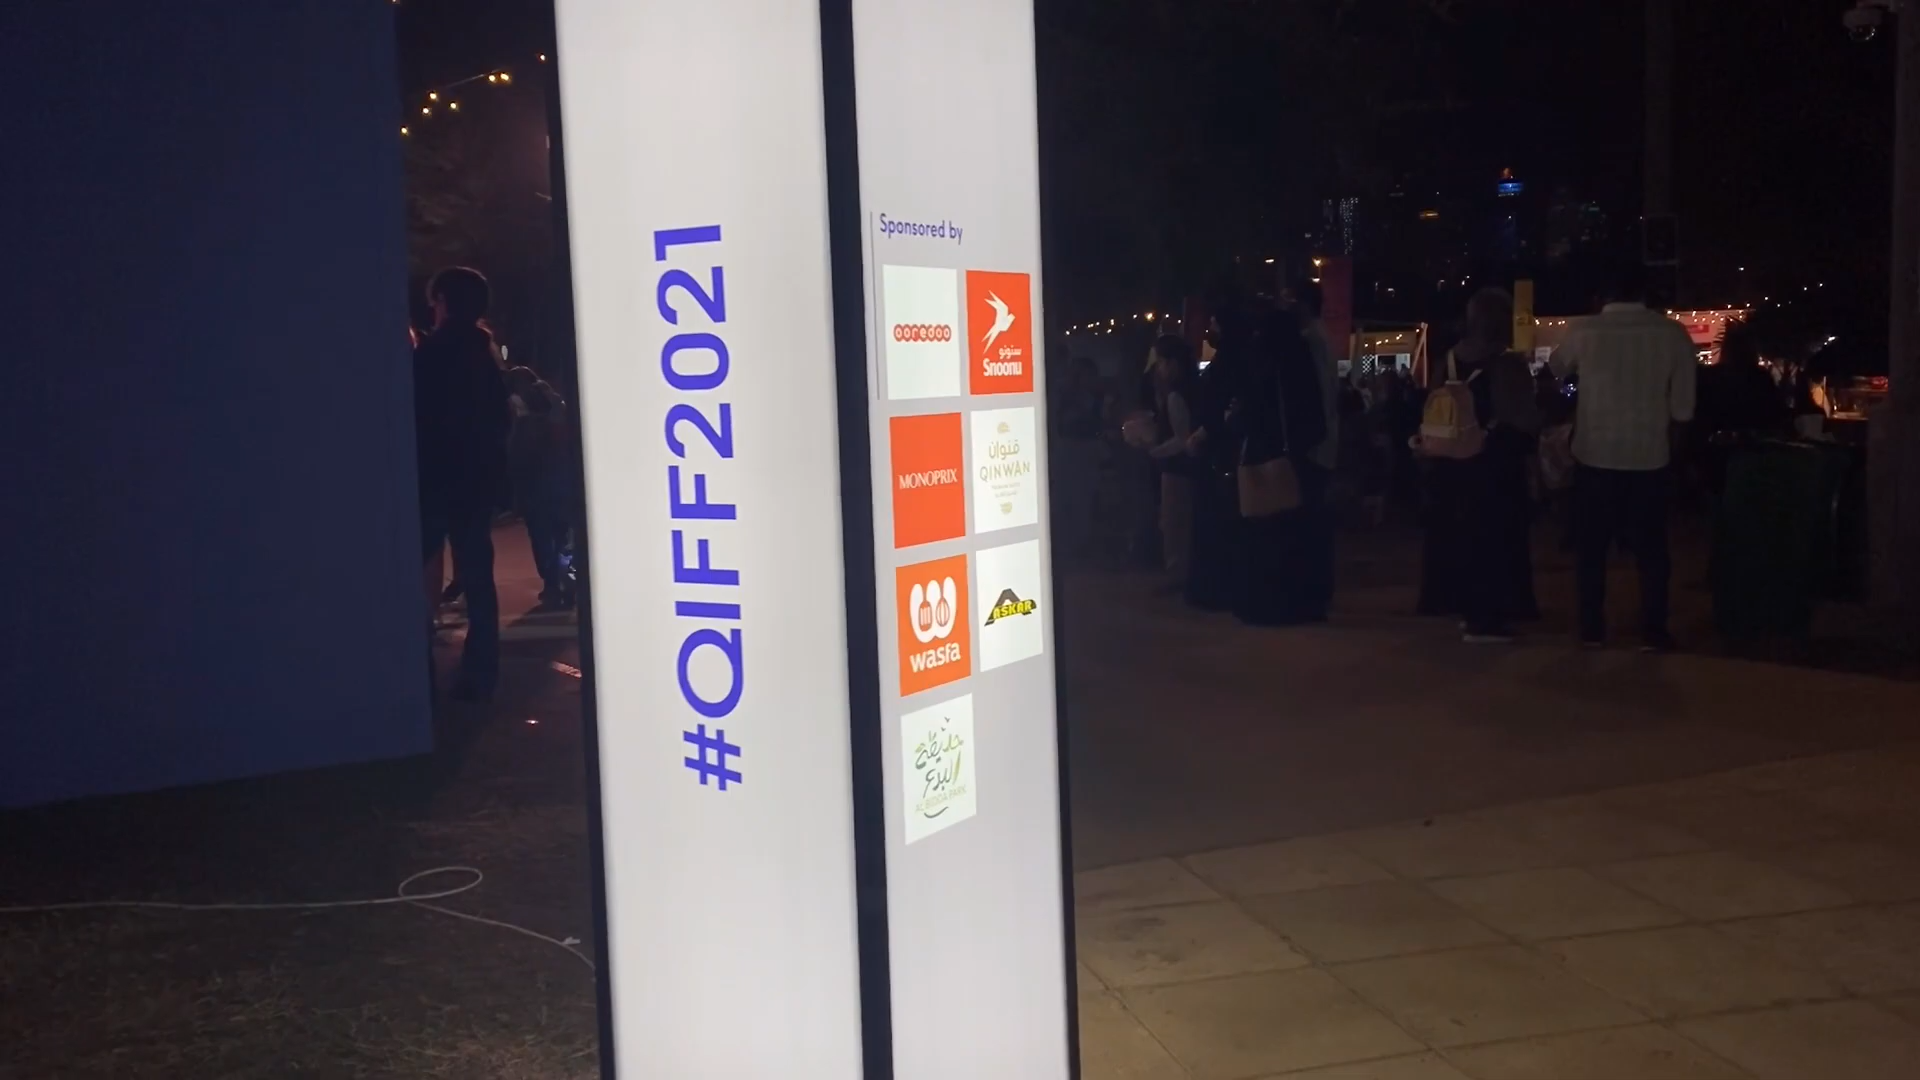 #QIFF2021
Sponsored by
ooredoo
سنونو
Snoonu
MONOPRIX
قنوان
QINWAN
wasfa
ASKAR
حديقة
البدع
AL BIDDA PARK